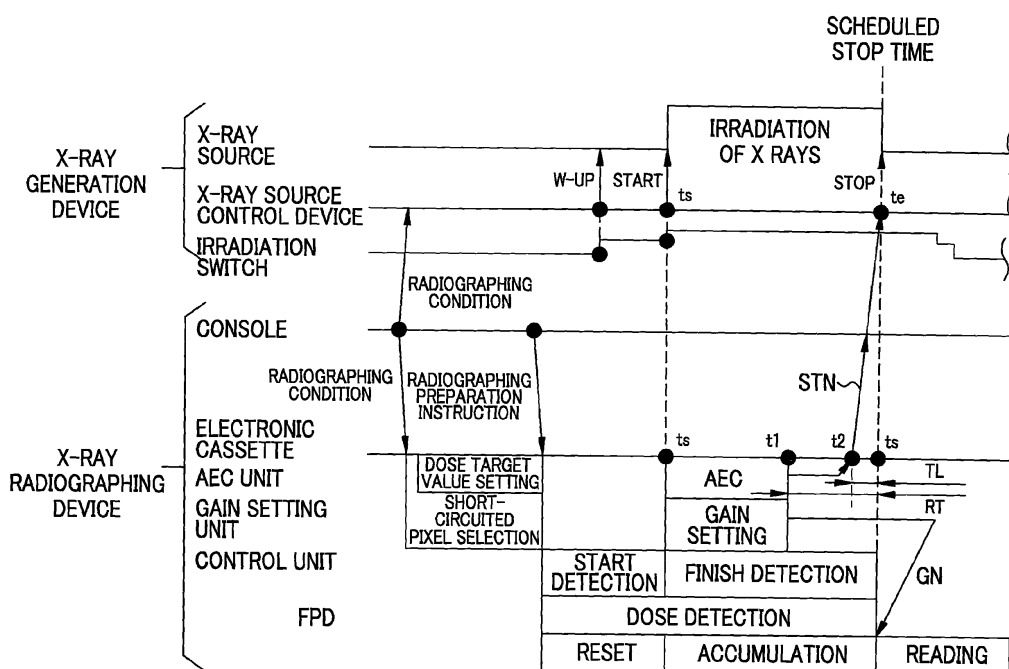 SCHEDULED
STOP TIME
X-RAY
GENERATION
DEVICE
X-RAY
SOURCE
IRRADIATION
OF X RAYS
W-UP
START
ts
STOP
te
X-RAY SOURCE
CONTROL DEVICE
IRRADIATION
SWITCH
RADIOGRAPHING
CONDITION
X-RAY
RADIOGRAPHING
DEVICE
CONSOLE
RADIOGRAPHING
CONDITION
RADIOGRAPHING
PREPARATION
INSTRUCTION
STN
ELECTRONIC
CASSETTE
ts
t1
t2
ts
AEC UNIT
DOSE TARGET
VALUE SETTING
AEC
TL
RT
GAIN SETTING
UNIT
SHORT-
CIRCUITED
PIXEL SELECTION
GAIN
SETTING
CONTROL UNIT
START
DETECTION
FINISH DETECTION
GN
FPD
DOSE DETECTION
RESET
ACCUMULATION
READING